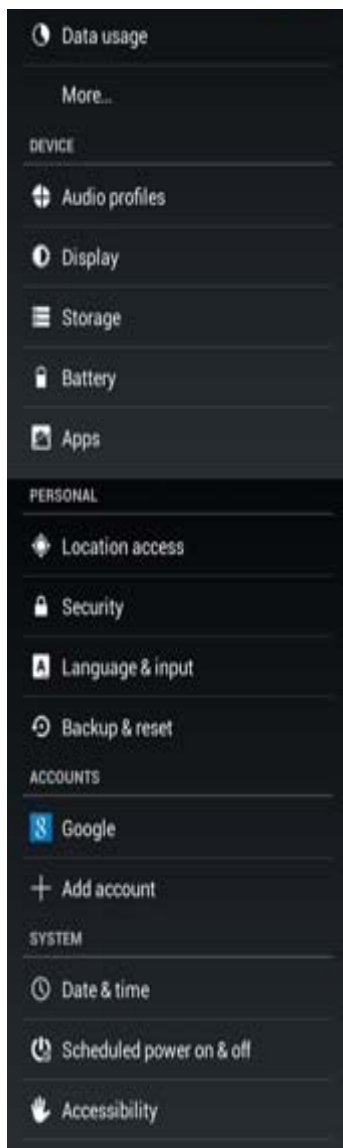 Data usage
More...
DEVICE
Audio profiles
Display
Storage
Battery
Apps
PERSONAL
Location access
Security
A
Language & input
Backup & reset
ACCOUNTS
8 Google
Add account
SYSTEM
Date & time
Scheduled power on & off
Accessibility